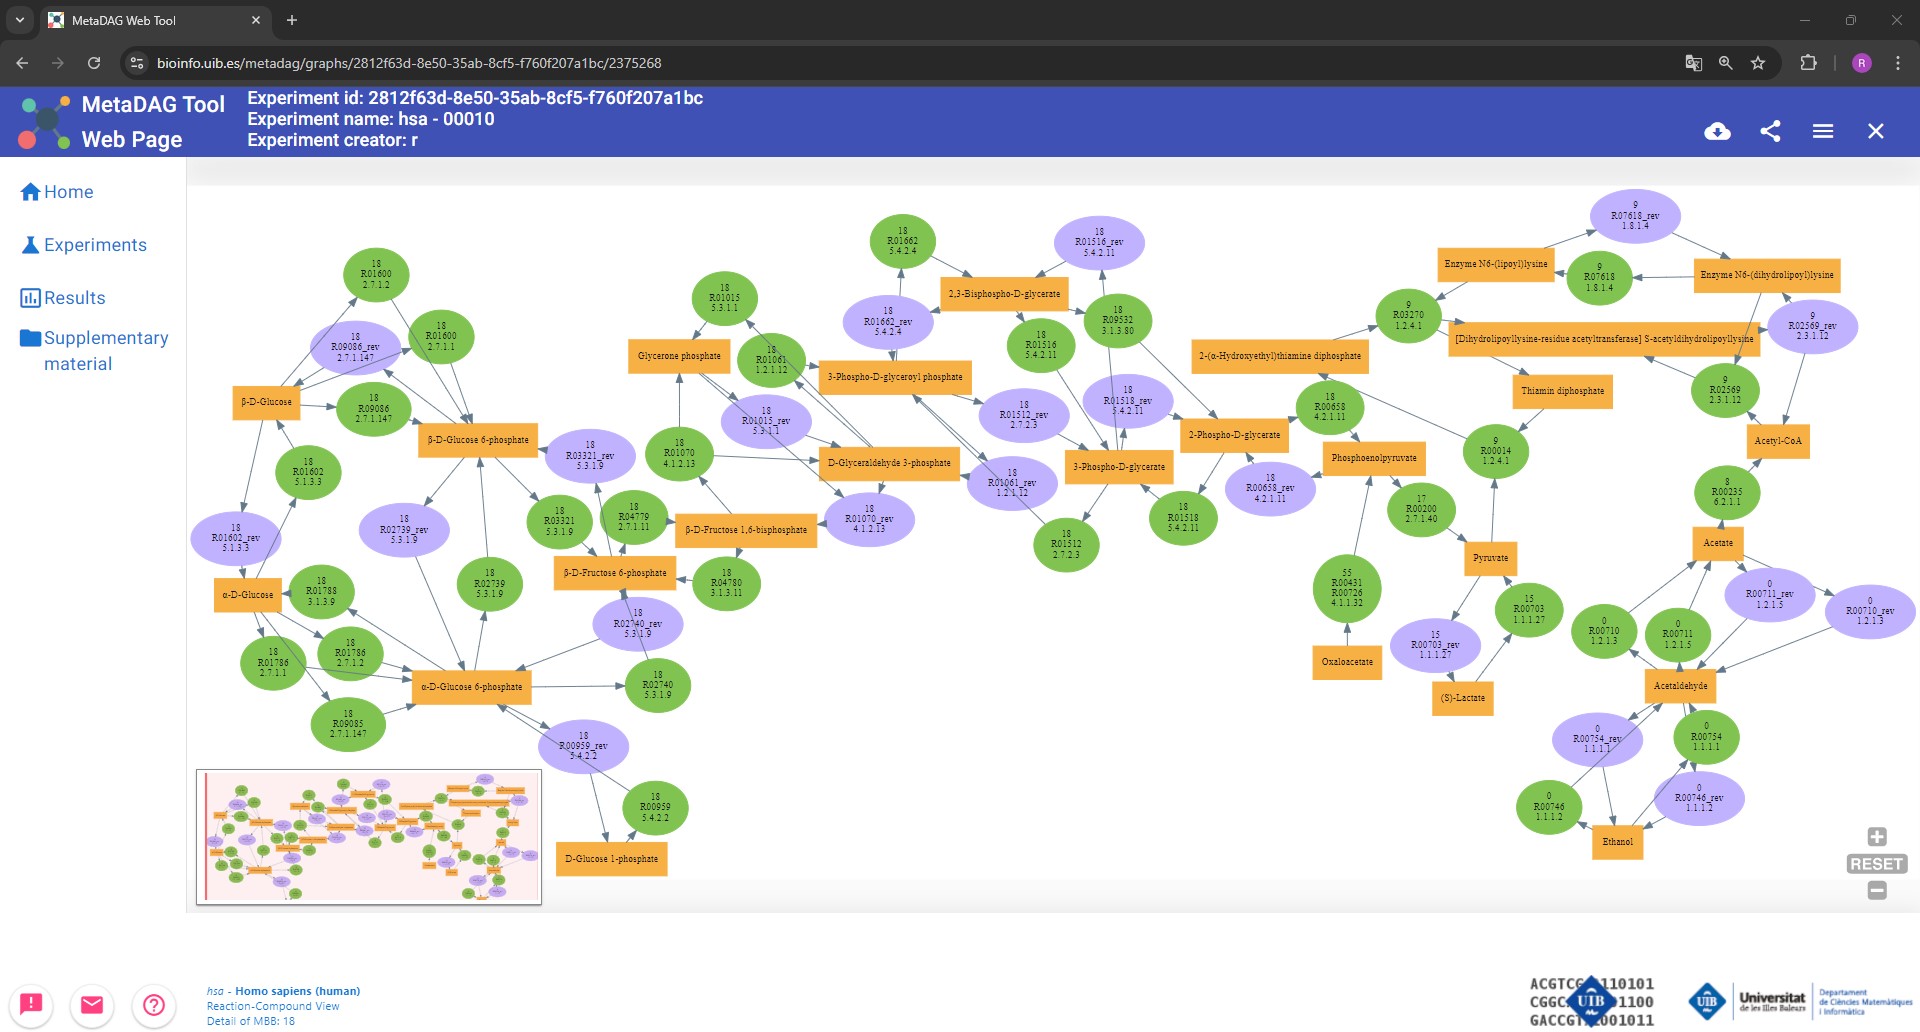 MetaDAG Web Tool
bioinfo.uib.es/metadag/graphs/2812f63d-8e50-35ab-8cf5-f760f207a1bc/2375268
R
MetaDAG Tool
Web Page
Experiment id: 2812f63d-8e50-35ab-8cf5-f760f207a1bc
Experiment name: hsa - 00010
Experiment creator: r
Home
Experiments
Results
Supplementary
material
18
R01600
2.7.1.2
18
R09086_rev
2.7.1.147
18
R01600
2.7.1.1
β-D-Glucose
18
R09086
2.7.1.147
β-D-Glucose 6-phosphate
18
R01602
5.1.3.3
18
R01602_rev
5.1.3.3
18
R02739_rev
5.3.1.9
18
R03321_rev
5.3.1.9
18
R03321
5.3.1.9
18
R04779
2.7.1.11
α-D-Glucose
18
R01788
3.1.3.9
18
R02739
5.3.1.9
β-D-Fructose 6-phosphate
18
R04780
3.1.3.11
18
R01786
2.7.1.1
18
R01786
2.7.1.2
18
R02740_rev
5.3.1.9
α-D-Glucose 6-phosphate
18
R02740
5.3.1.9
18
R09085
2.7.1.147
18
R00959_rev
5.4.2.2
18
R00959
5.4.2.2
D-Glucose 1-phosphate
18
R01015
5.3.1.1
Glycerone phosphate
18
R01061
1.2.1.12
18
R01015_rev
5.3.1.1
18
R01070
4.1.2.13
β-D-Fructose 1,6-bisphosphate
18
R01070_rev
4.1.2.13
D-Glyceraldehyde 3-phosphate
3-Phospho-D-glyceroyl phosphate
18
R01662
5.4.2.4
18
R01662_rev
5.4.2.4
2,3-Bisphospho-D-glycerate
18
R01516_rev
5.4.2.11
18
R01516
5.4.2.11
18
R09532
3.1.3.80
18
R01512_rev
2.7.2.3
18
R01518_rev
5.4.2.11
18
R01061_rev
1.2.1.12
3-Phospho-D-glycerate
18
R01512
2.7.2.3
18
R01518
5.4.2.11
2-Phospho-D-glycerate
18
R00658_rev
4.2.1.11
18
R00658
4.2.1.11
Phosphoenolpyruvate
17
R00200
2.7.1.40
Pyruvate
55
R00431
R00726
4.1.1.32
Oxaloacetate
15
R00703_rev
1.1.1.27
15
R00703
1.1.1.27
(S)-Lactate
9
R00014
1.2.4.1
2-(α-Hydroxyethyl)thiamine diphosphate
9
R03270
1.2.4.1
Enzyme N6-(lipoyl)lysine
9
R07618
1.8.1.4
9
R07618_rev
1.8.1.4
Enzyme N6-(dihydrolipoyl)lysine
[Dihydrolipoyllysine-residue acetyltransferase] S-acetyldihydrolipoyllysine
9
R02569_rev
2.3.1.12
9
R02569
2.3.1.12
Thiamin diphosphate
Acetyl-CoA
8
R00235
6.2.1.1
Acetate
0
R00711_rev
1.2.1.5
0
R00710_rev
1.2.1.3
0
R00710
1.2.1.3
0
R00711
1.2.1.5
Acetaldehyde
0
R00754_rev
1.1.1.1
0
R00754
1.1.1.1
0
R00746
1.1.1.2
0
R00746_rev
1.1.1.2
Ethanol
RESET
hsa - Homo sapiens (human)
Reaction-Compound View
Detail of MBB: 18
UIB
UIB
Universitat
de les Illes Balears
Departament
de Ciències Matemàtiques
i Informàtica